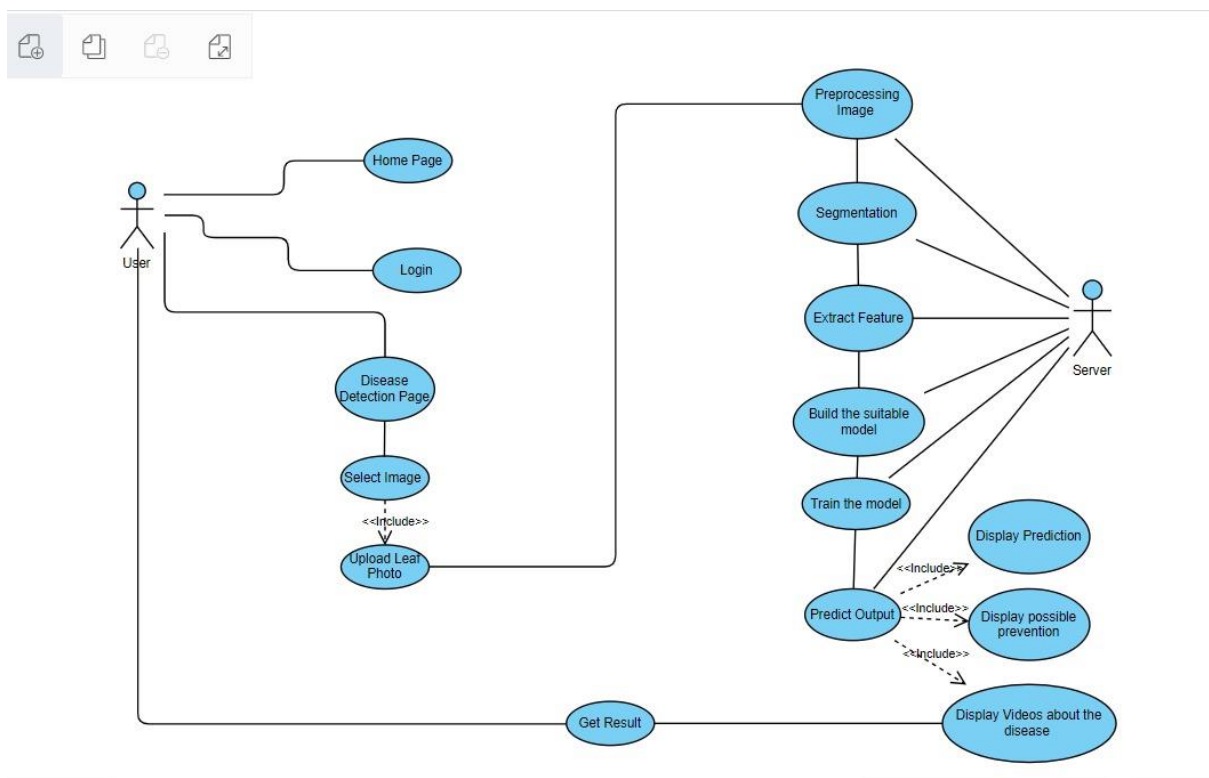 Preprocessing
Image
Home Page
Segmentation
User
Login
Extract Feature
Server
Disease
Detection Page
Build the suitable
model
Select Image
Train the model
<<Include>>
Display Prediction
Upload Leaf
Photo
<<Include>>
Predict Output
<<Include>>
Display possible
prevention
<<Include>>
Get Result
Display Videos about the
disease